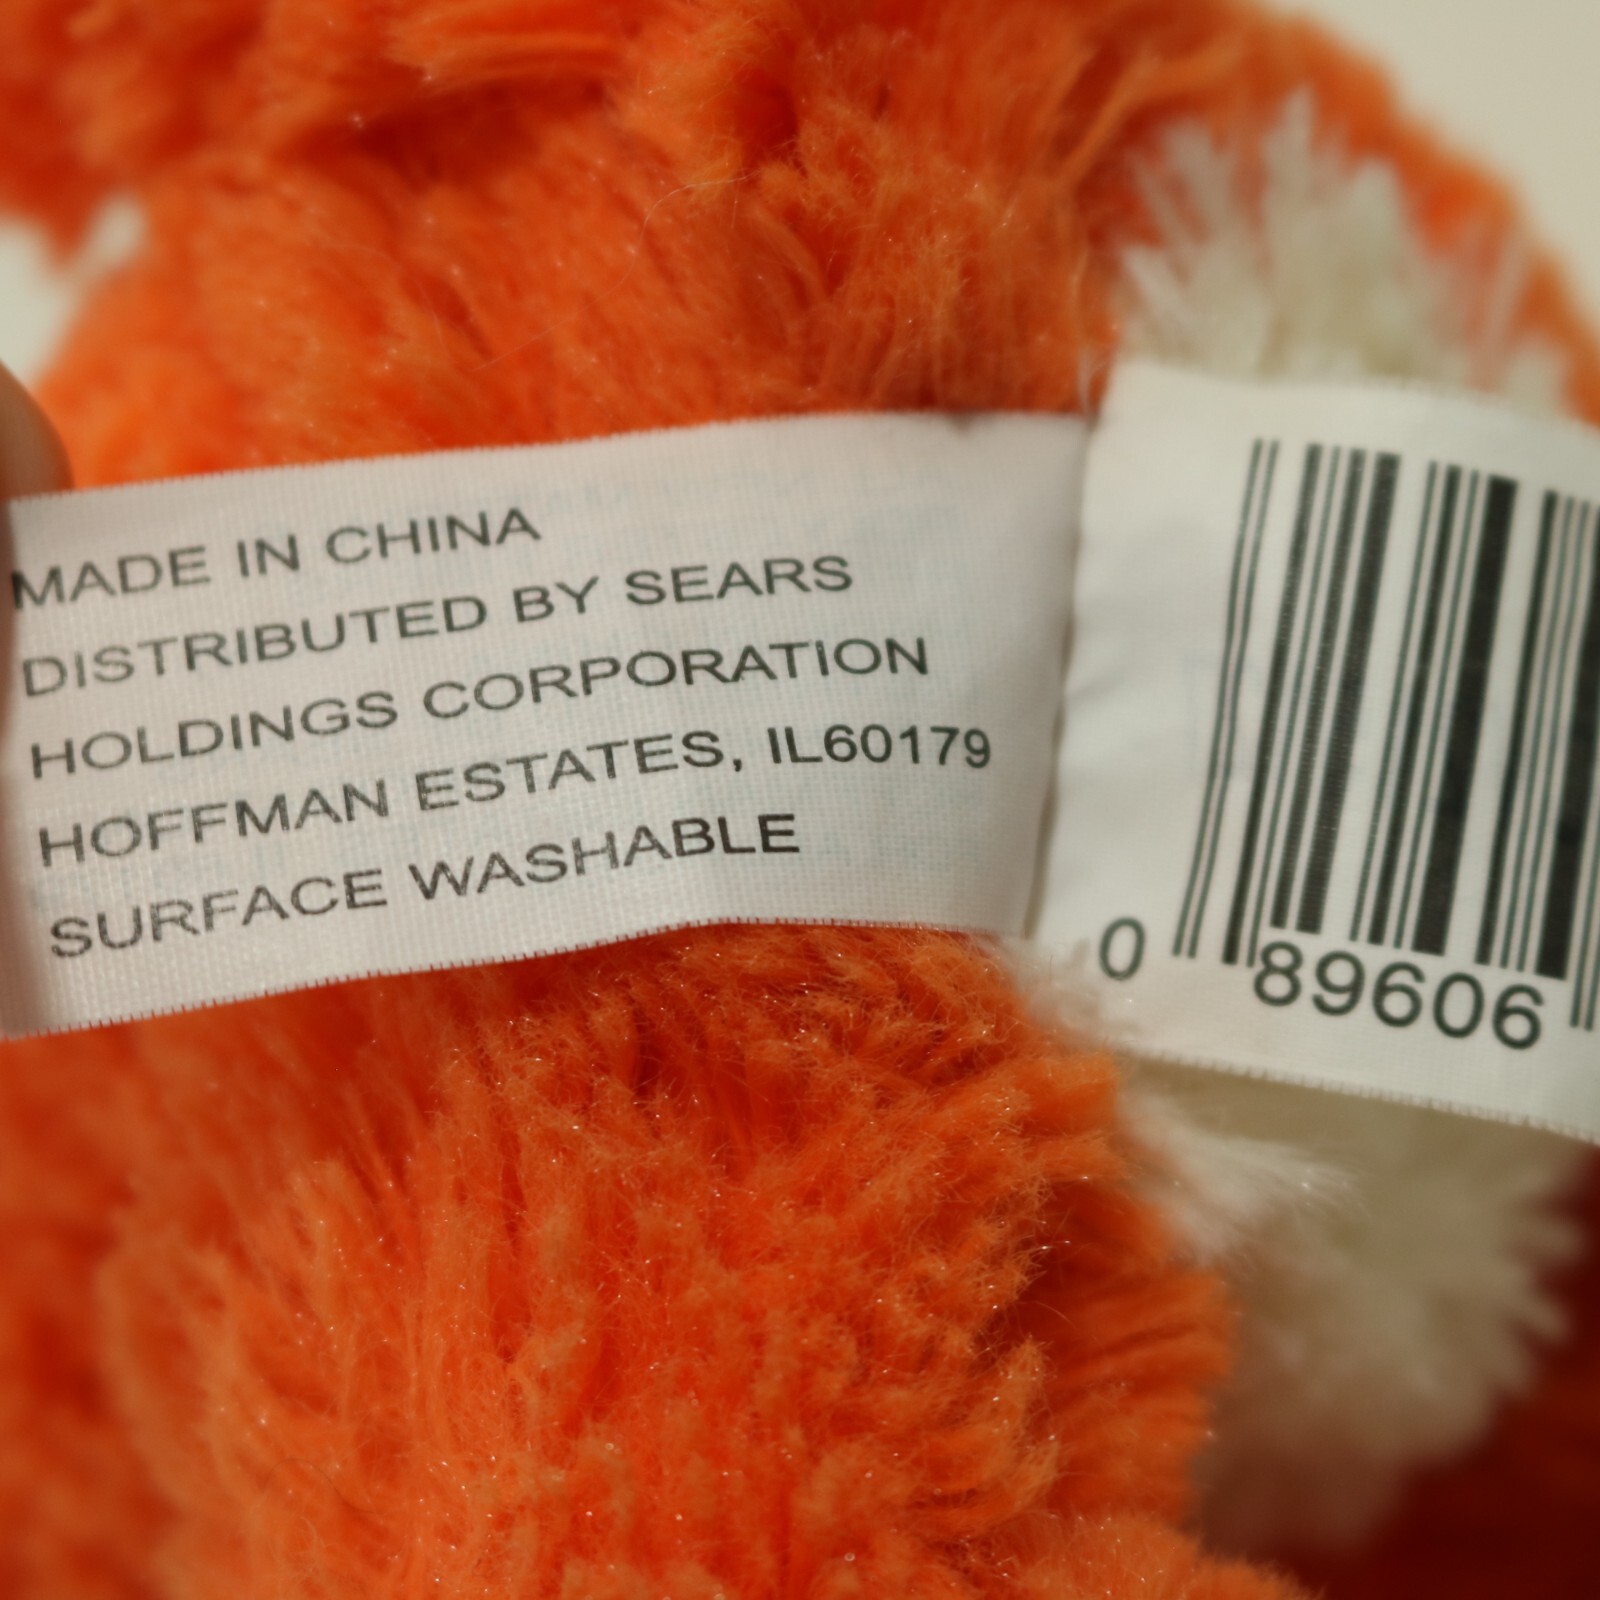 MADE IN CHINA
DISTRIBUTED BY SEARS
HOLDINGS CORPORATION
HOFFMAN ESTATES, IL60179
SURFACE WASHABLE
0 89606